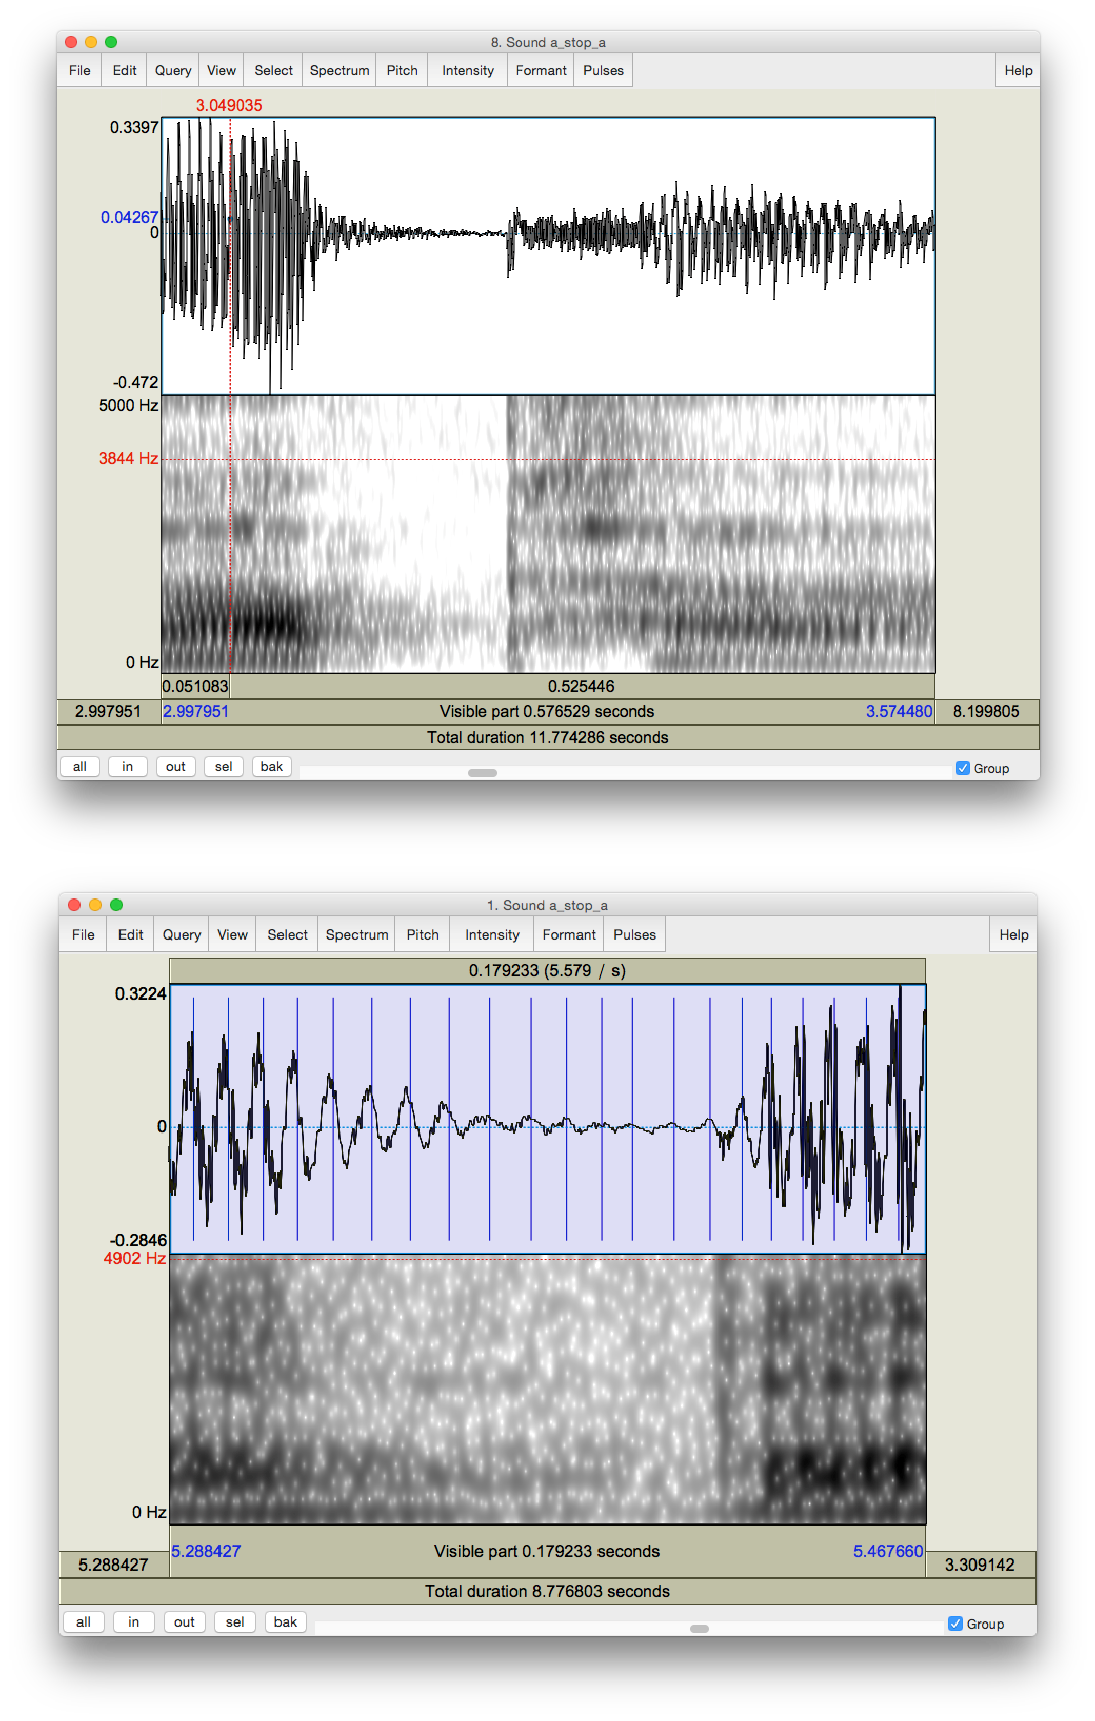 8. Sound a_stop_a
File Edit Query View Select Spectrum Pitch Intensity Formant Pulses Help
3.049035
0.3397
0.04267
0
-0.472
5000 Hz
3844 Hz
0 Hz
0.051083 0.525446
2.997951 2.997951 Visible part 0.576529 seconds 3.574480 8.199805
Total duration 11.774286 seconds
all in out sel bak Group
1. Sound a_stop_a
File Edit Query View Select Spectrum Pitch Intensity Formant Pulses Help
0.179233 (5.579 / s)
0.3224
0
-0.2846
4902 Hz
0 Hz
5.288427 Visible part 0.179233 seconds 5.467660
5.288427 3.309142
Total duration 8.776803 seconds
all in out sel bak Group